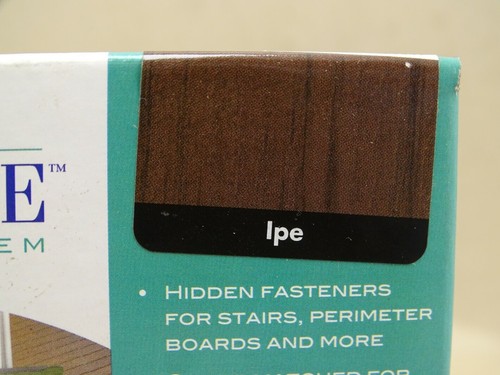 Ipe
E™
EM
• HIDDEN FASTENERS
FOR STAIRS, PERIMETER
BOARDS AND MORE